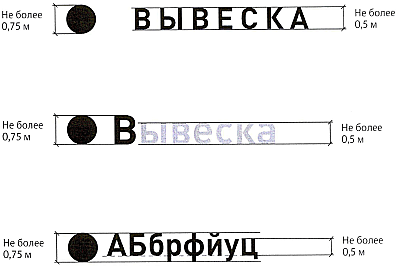 Не более
0,75 м
ВЫВЕСКА
Не более
0,5 м
Не более
0,75 м
Вывеска
Не более
0,5 м
Не более
0,75 м
АБбрфйуц
Не более
0,5 м